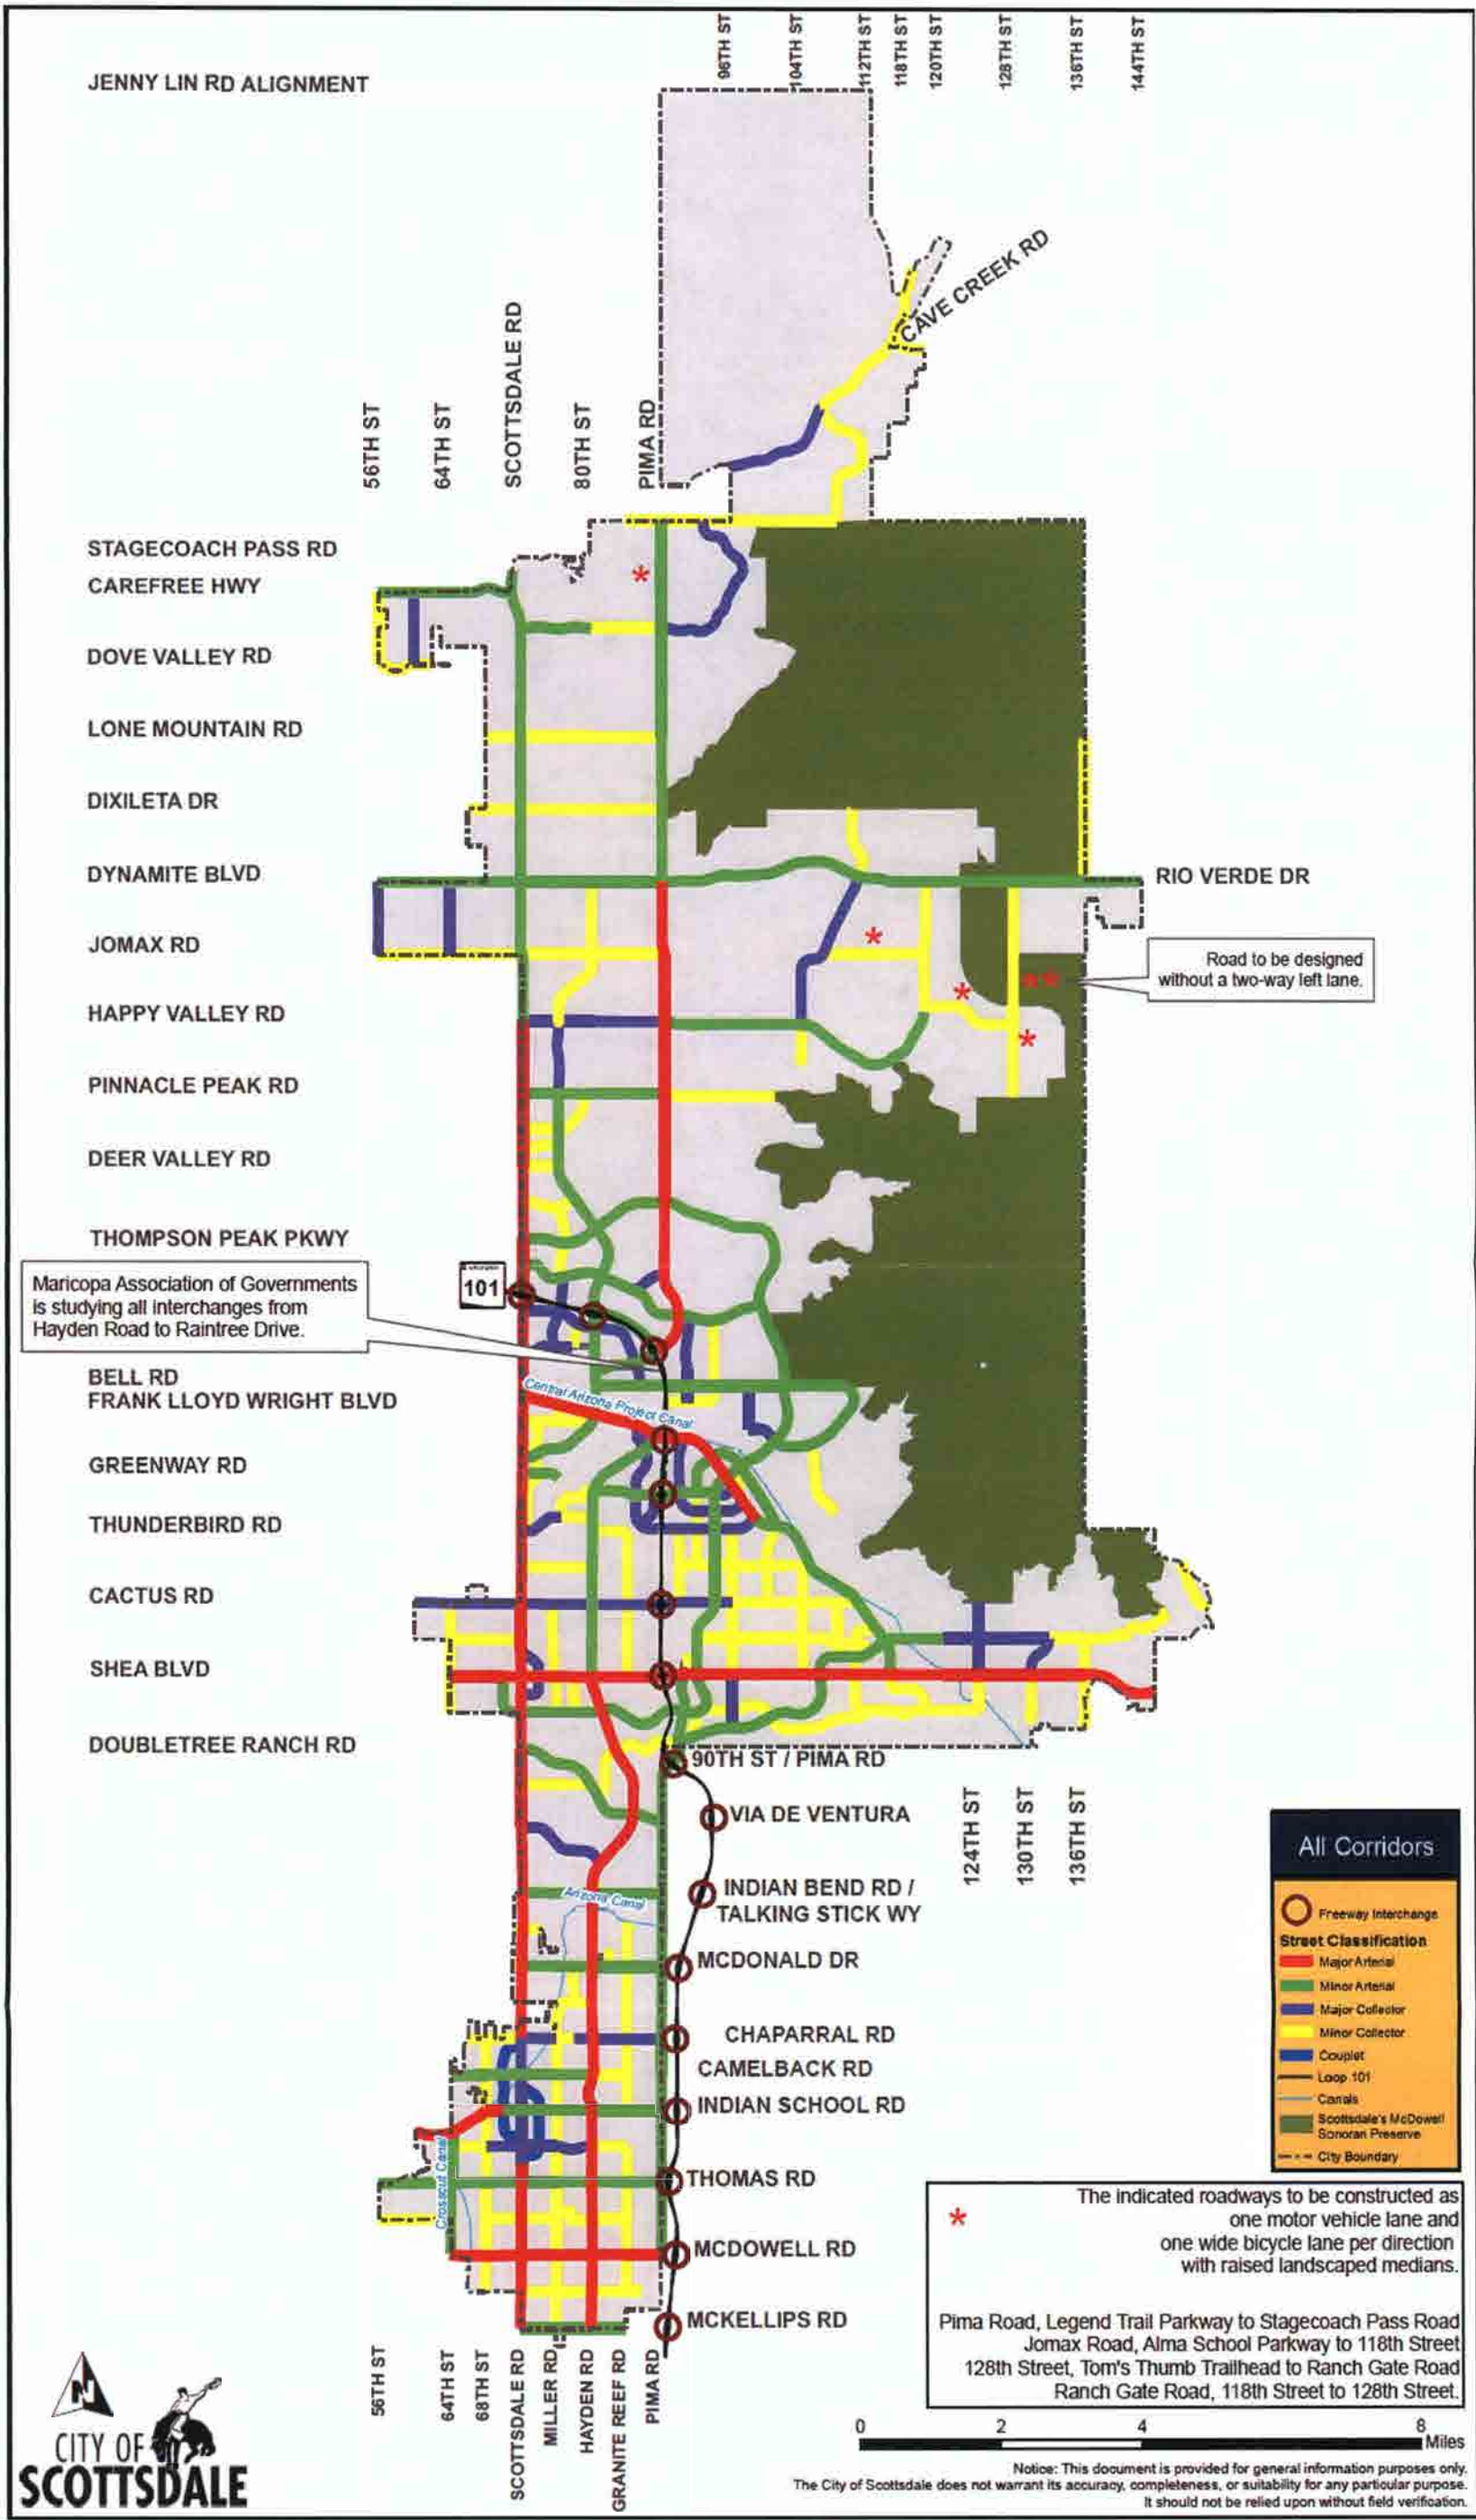 96TH ST
104TH ST
112TH ST
118TH ST
120TH ST
128TH ST
136TH ST
144TH ST
JENNY LIN RD ALIGNMENT
CAVE CREEK RD
56TH ST
64TH ST
SCOTTSDALE RD
80TH ST
PIMA RD
STAGECOACH PASS RD
*
CAREFREE HWY
DOVE VALLEY RD
LONE MOUNTAIN RD
DIXILETA DR
DYNAMITE BLVD
RIO VERDE DR
JOMAX RD
*
Road to be designed
without a two-way left lane.
**
*
HAPPY VALLEY RD
*
PINNACLE PEAK RD
DEER VALLEY RD
THOMPSON PEAK PKWY
101
Maricopa Association of Governments
is studying all interchanges from
Hayden Road to Raintree Drive.
BELL RD
FRANK LLOYD WRIGHT BLVD
Central Arizona Project Canal
GREENWAY RD
THUNDERBIRD RD
CACTUS RD
SHEA BLVD
DOUBLETREE RANCH RD
90TH ST / PIMA RD
VIA DE VENTURA
124TH ST
130TH ST
136TH ST
INDIAN BEND RD /
TALKING STICK WY
Arizona Canal
MCDONALD DR
CHAPARRAL RD
CAMELBACK RD
INDIAN SCHOOL RD
Crosscut Canal
THOMAS RD
MCDOWELL RD
MCKELLIPS RD
56TH ST
64TH ST
68TH ST
SCOTTSDALE RD
MILLER RD
HAYDEN RD
GRANITE REEF RD
PIMA RD
All Corridors
Freeway Interchange
Street Classification
Major Arterial
Minor Arterial
Major Collector
Minor Collector
Couplet
Loop 101
Canals
Scottsdale's McDowell
Sonoran Preserve
City Boundary
*
The indicated roadways to be constructed as
one motor vehicle lane and
one wide bicycle lane per direction
with raised landscaped medians.
Pima Road, Legend Trail Parkway to Stagecoach Pass Road
Jomax Road, Alma School Parkway to 118th Street
128th Street, Tom's Thumb Trailhead to Ranch Gate Road
Ranch Gate Road, 118th Street to 128th Street.
0 2 4 8
Miles
N
CITY OF
SCOTTSDALE
Notice: This document is provided for general information purposes only.
The City of Scottsdale does not warrant its accuracy, completeness, or suitability for any particular purpose.
It should not be relied upon without field verification.